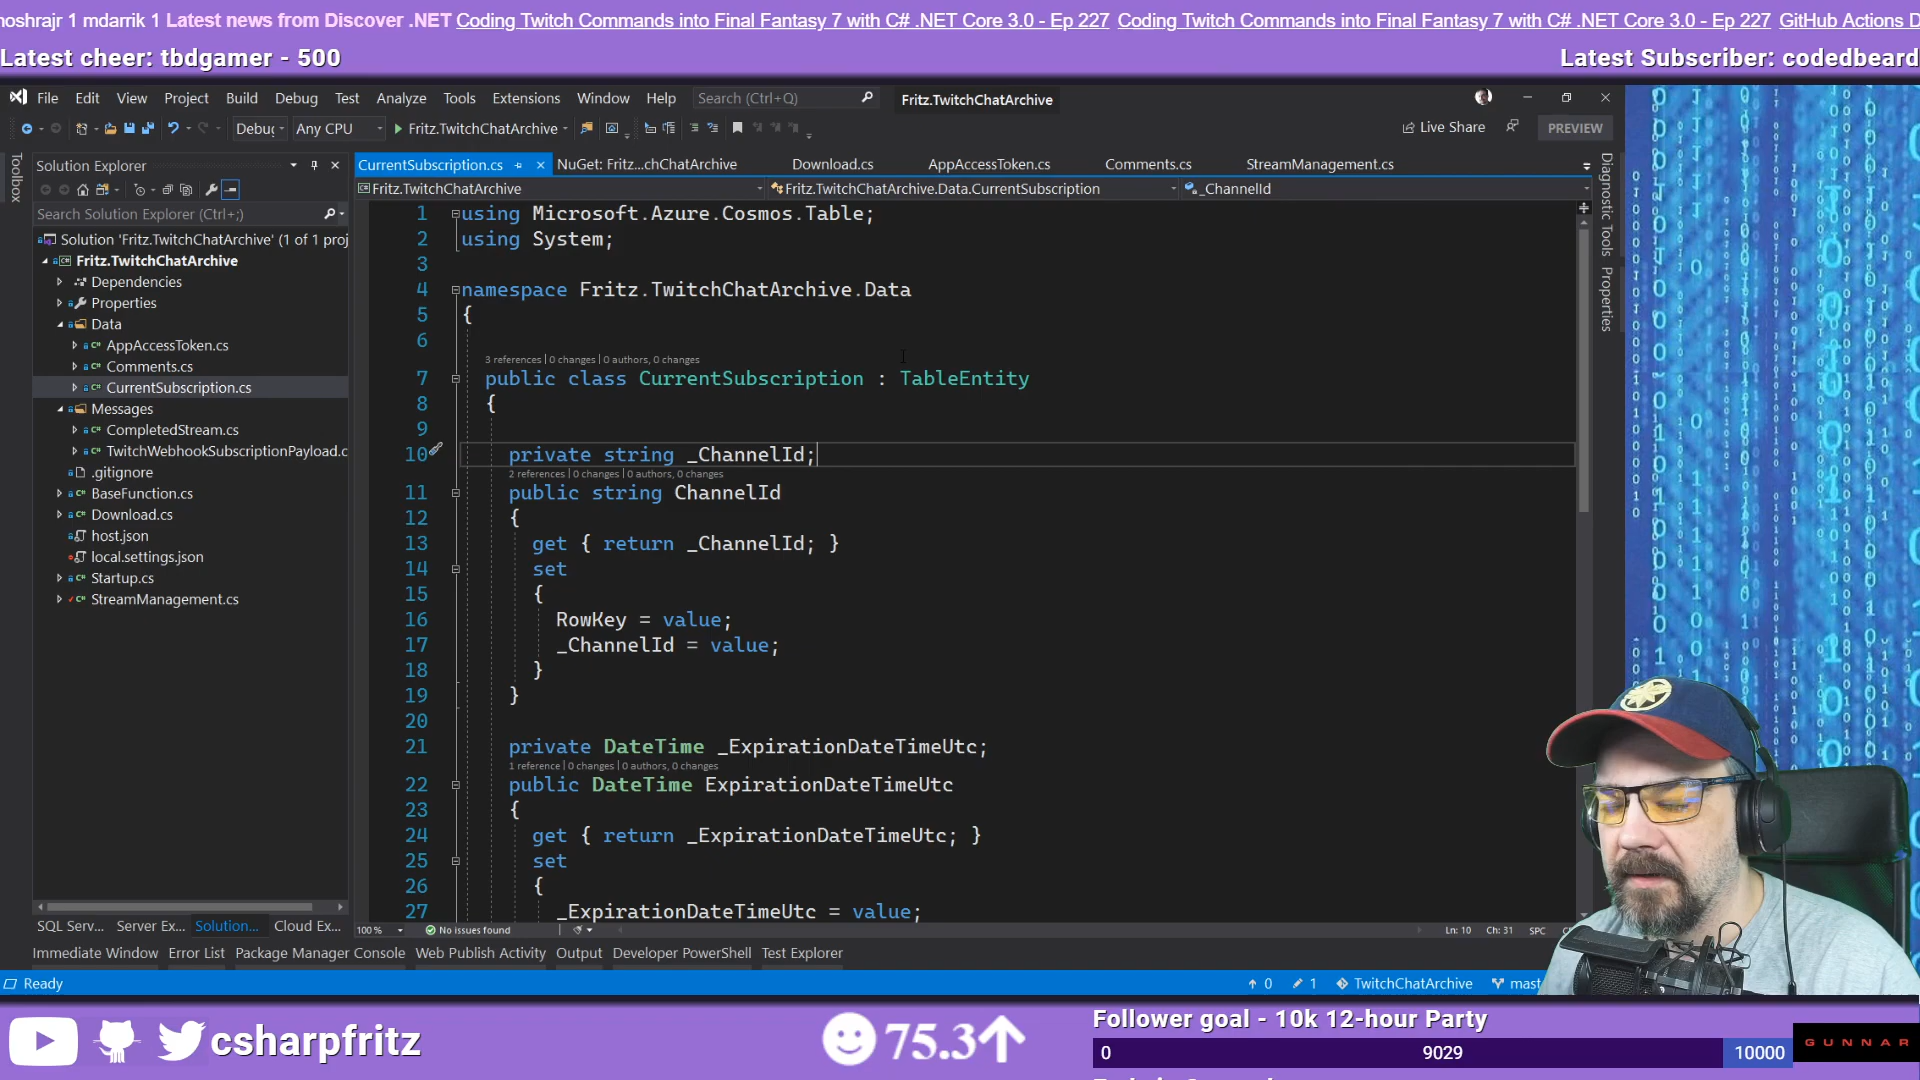 noshrajr 1 mdarrik 1 Latest news from Discover .NET Coding Twitch Commands into Final Fantasy 7 with C# .NET Core 3.0 - Ep 227 Coding Twitch Commands into Final Fantasy 7 with C# .NET Core 3.0 - Ep 227 GitHub Actions D
Latest cheer: tbdgamer - 500
Latest Subscriber: codedbeard
File Edit View Project Build Debug Test Analyze Tools Extensions Window Help Search (Ctrl+Q) Fritz.TwitchChatArchive
Debug Any CPU Fritz.TwitchChatArchive Live Share PREVIEW
Toolbox
Solution Explorer
Search Solution Explorer (Ctrl+;)
Solution 'Fritz.TwitchChatArchive' (1 of 1 proj
Fritz.TwitchChatArchive
Dependencies
Properties
Data
AppAccessToken.cs
Comments.cs
CurrentSubscription.cs
Messages
CompletedStream.cs
TwitchWebhookSubscriptionPayload.c
.gitignore
BaseFunction.cs
Download.cs
host.json
local.settings.json
Startup.cs
StreamManagement.cs
SQL Serv... Server Ex... Solution... Cloud Ex...
CurrentSubscription.cs NuGet: Fritz...chChatArchive Download.cs AppAccessToken.cs Comments.cs StreamManagement.cs
Fritz.TwitchChatArchive Fritz.TwitchChatArchive.Data.CurrentSubscription _ChannelId
1 using Microsoft.Azure.Cosmos.Table;
2 using System;
3
4 namespace Fritz.TwitchChatArchive.Data
5 {
6
3 references | 0 changes | 0 authors, 0 changes
7 public class CurrentSubscription : TableEntity
8 {
9
10 private string _ChannelId;
2 references | 0 changes | 0 authors, 0 changes
11 public string ChannelId
12 {
13 get { return _ChannelId; }
14 set
15 {
16 RowKey = value;
17 _ChannelId = value;
18 }
19 }
20
21 private DateTime _ExpirationDateTimeUtc;
1 reference | 0 changes | 0 authors, 0 changes
22 public DateTime ExpirationDateTimeUtc
23 {
24 get { return _ExpirationDateTimeUtc; }
25 set
26 {
27 _ExpirationDateTimeUtc = value;
100 % No issues found Ln: 10 Ch: 31 SPC
Diagnostic Tools
Properties
Immediate Window Error List Package Manager Console Web Publish Activity Output Developer PowerShell Test Explorer
Ready 0 1 TwitchChatArchive mast
csharpfritz
75.3
Follower goal - 10k 12-hour Party
0 9029 10000
GUNNAR